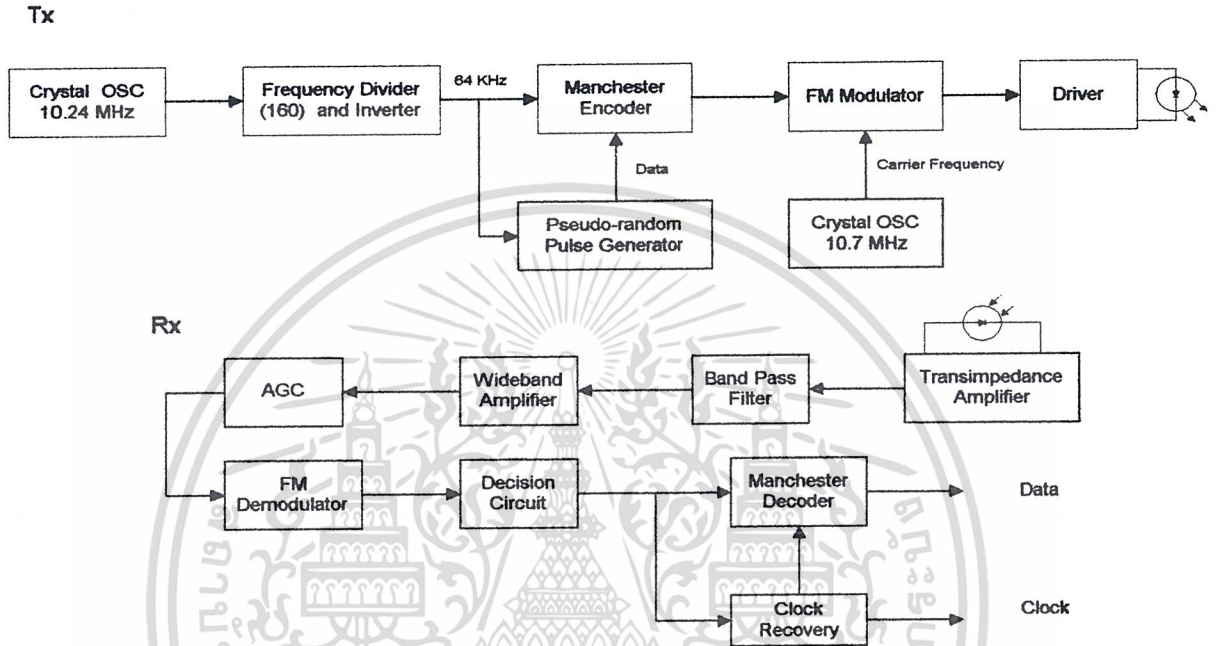 Tx
Crystal OSC
10.24 MHz
Frequency Divider
(160) and Inverter
64 KHz
Manchester
Encoder
FM Modulator
Driver
Data
Carrier Frequency
Pseudo-random
Pulse Generator
Crystal OSC
10.7 MHz
Rx
AGC
Wideband
Amplifier
Band Pass
Filter
Transimpedance
Amplifier
FM
Demodulator
Decision
Circuit
Manchester
Decoder
Data
Clock
Recovery
Clock